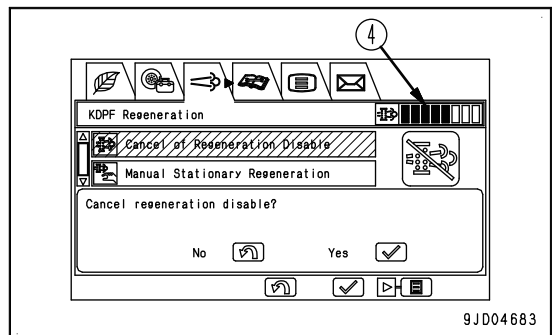 4
KDPF Regeneration
Cancel of Regeneration Disable
Manual Stationary Regeneration
Cancel regeneration disable?
No Yes
9JD04683